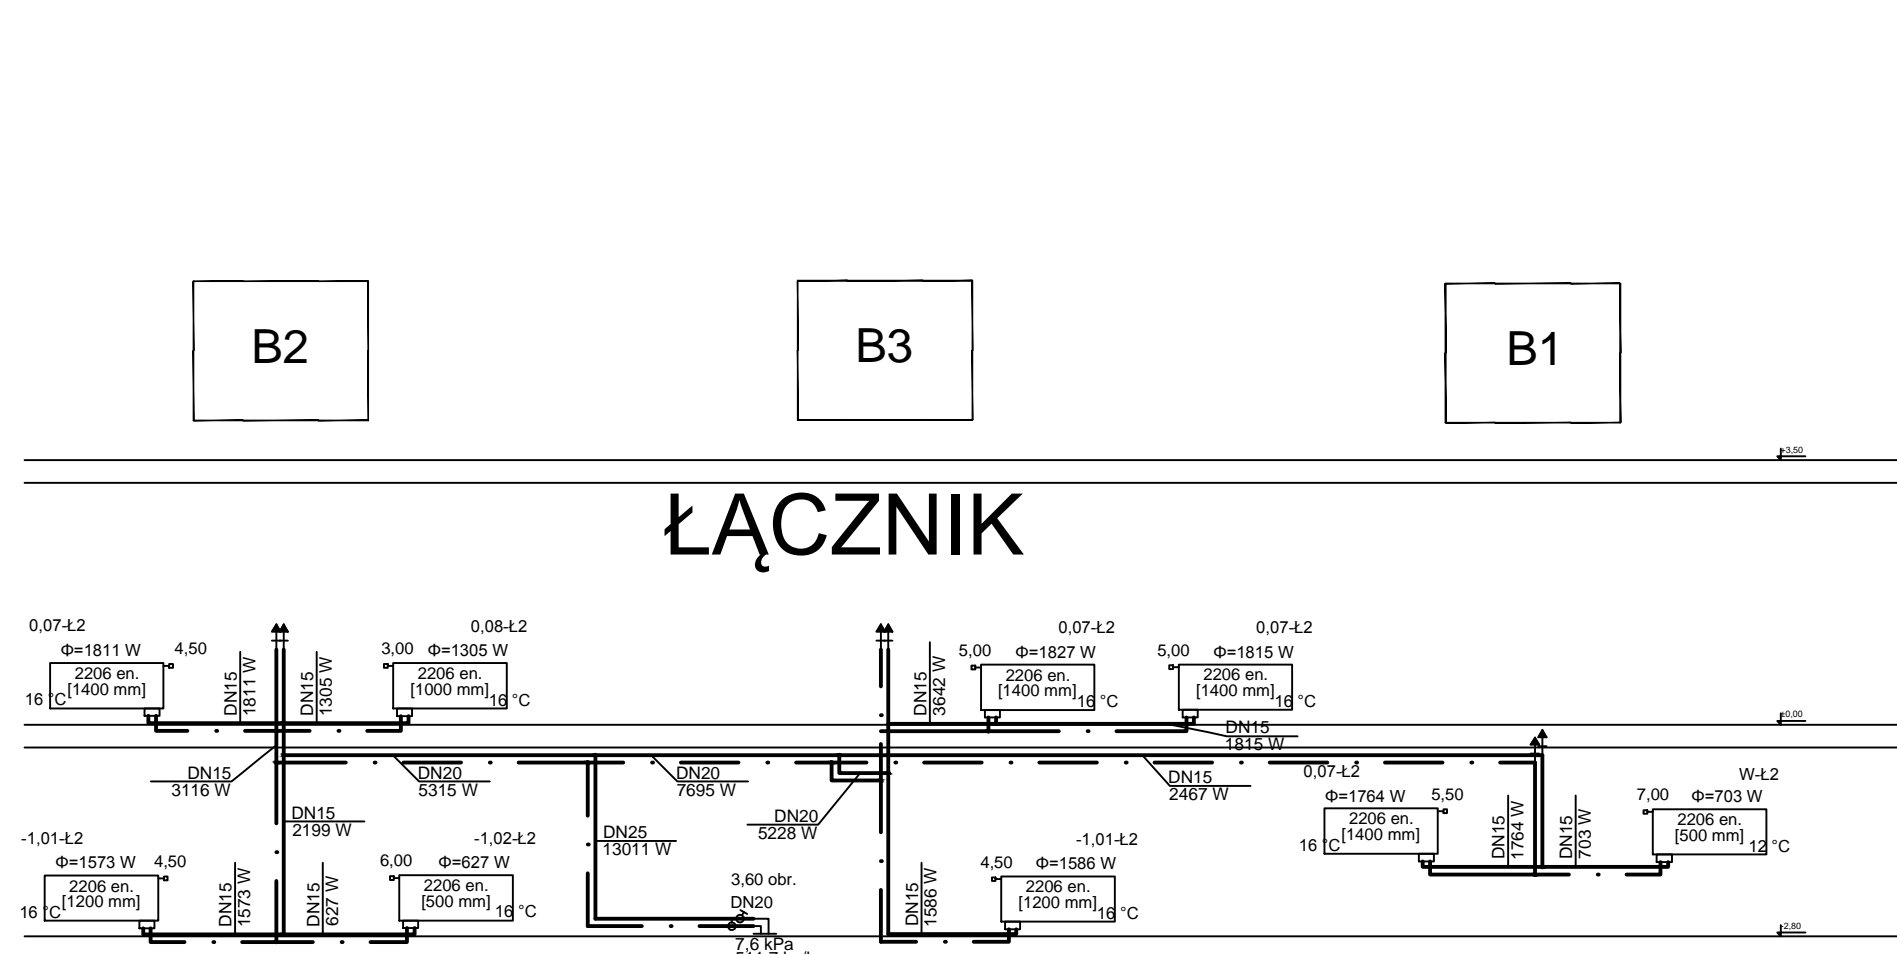 B2
B3
B1
+3,50
ŁĄCZNIK
0,07-Ł2
Φ=1811 W
4,50
2206 en.
[1400 mm]
16 °C
DN15
1811 W
DN15
1305 W
0,08-Ł2
3,00
Φ=1305 W
2206 en.
[1000 mm]
16 °C
DN15
3642 W
0,07-Ł2
5,00
Φ=1827 W
2206 en.
[1400 mm]
16 °C
0,07-Ł2
5,00
Φ=1815 W
2206 en.
[1400 mm]
16 °C
±0,00
DN15
1815 W
DN15
3116 W
DN20
5315 W
DN20
7695 W
DN20
5228 W
DN15
2467 W
DN15
2199 W
DN25
13011 W
0,07-Ł2
Φ=1764 W
5,50
2206 en.
[1400 mm]
16 °C
DN15
1764 W
DN15
703 W
W-Ł2
7,00
Φ=703 W
2206 en.
[500 mm]
12 °C
-1,01-Ł2
Φ=1573 W
4,50
2206 en.
[1200 mm]
16 °C
DN15
1573 W
DN15
627 W
-1,02-Ł2
6,00
Φ=627 W
2206 en.
[500 mm]
16 °C
3,60 obr.
DN20
7,6 kPa
DN15
1586 W
-1,01-Ł2
4,50
Φ=1586 W
2206 en.
[1200 mm]
16 °C
-2,80